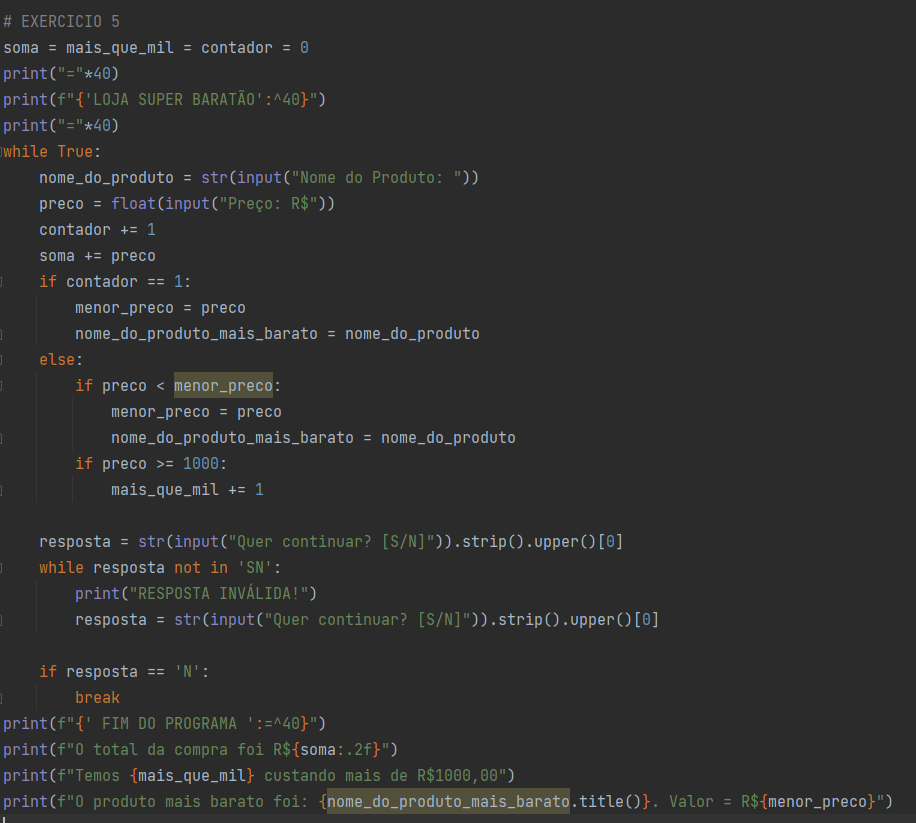 # EXERCICIO 5
soma = mais_que_mil = contador = 0
print("="*40)
print(f"{'LOJA SUPER BARATÃO':^40}")
print("="*40)
while True:
    nome_do_produto = str(input("Nome do Produto: "))
    preco = float(input("Preço: R$"))
    contador += 1
    soma += preco
    if contador == 1:
        menor_preco = preco
        nome_do_produto_mais_barato = nome_do_produto
    else:
        if preco < menor_preco:
            menor_preco = preco
            nome_do_produto_mais_barato = nome_do_produto
        if preco >= 1000:
            mais_que_mil += 1
    resposta = str(input("Quer continuar? [S/N]")).strip().upper()[0]
    while resposta not in 'SN':
        print("RESPOSTA INVÁLIDA!")
        resposta = str(input("Quer continuar? [S/N]")).strip().upper()[0]
    if resposta == 'N':
        break
print(f"{' FIM DO PROGRAMA ':=^40}")
print(f"O total da compra foi R${soma:.2f}")
print(f"Temos {mais_que_mil} custando mais de R$1000,00")
print(f"O produto mais barato foi: {nome_do_produto_mais_barato.title()}. Valor = R${menor_preco}")